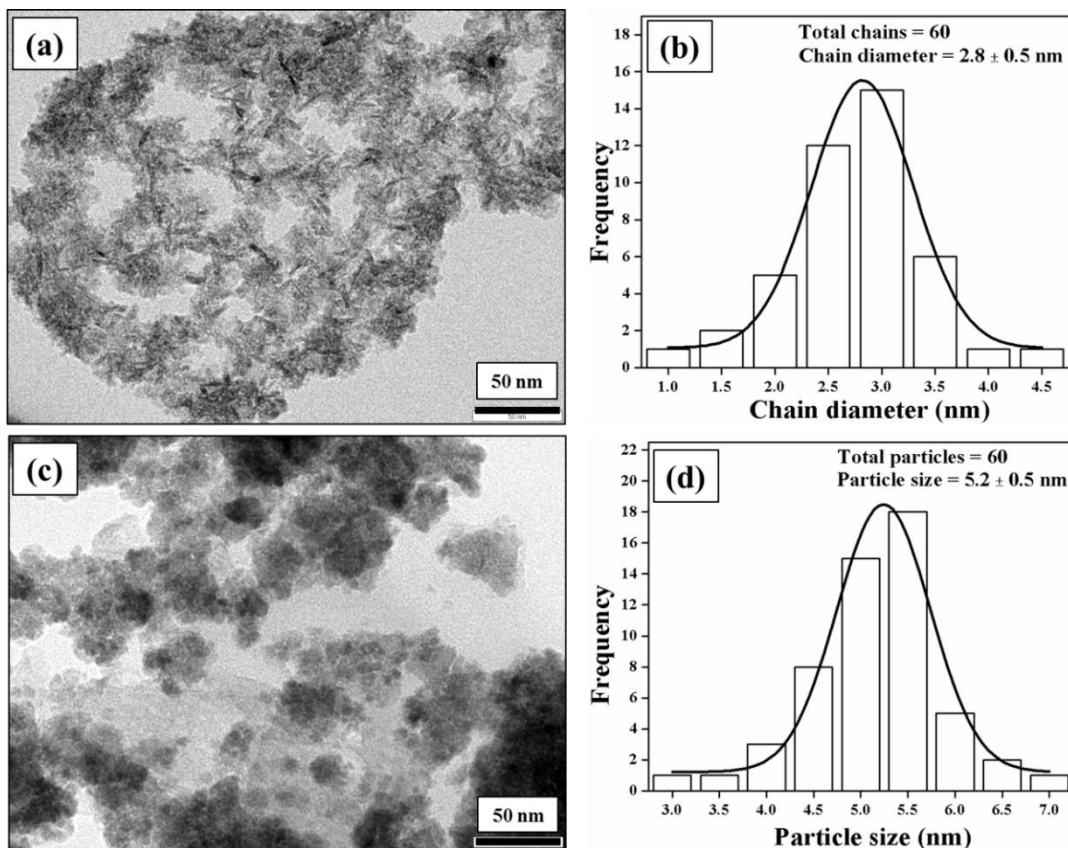 (a)
50 nm
50 nm
(b)
Total chains = 60
Chain diameter = 2.8 ± 0.5 nm
Frequency
18
16
14
12
10
8
6
4
2
0
1.0 1.5 2.0 2.5 3.0 3.5 4.0 4.5
Chain diameter (nm)
(c)
50 nm
(d)
Total particles = 60
Particle size = 5.2 ± 0.5 nm
Frequency
22
20
18
16
14
12
10
8
6
4
2
0
3.0 3.5 4.0 4.5 5.0 5.5 6.0 6.5 7.0
Particle size (nm)